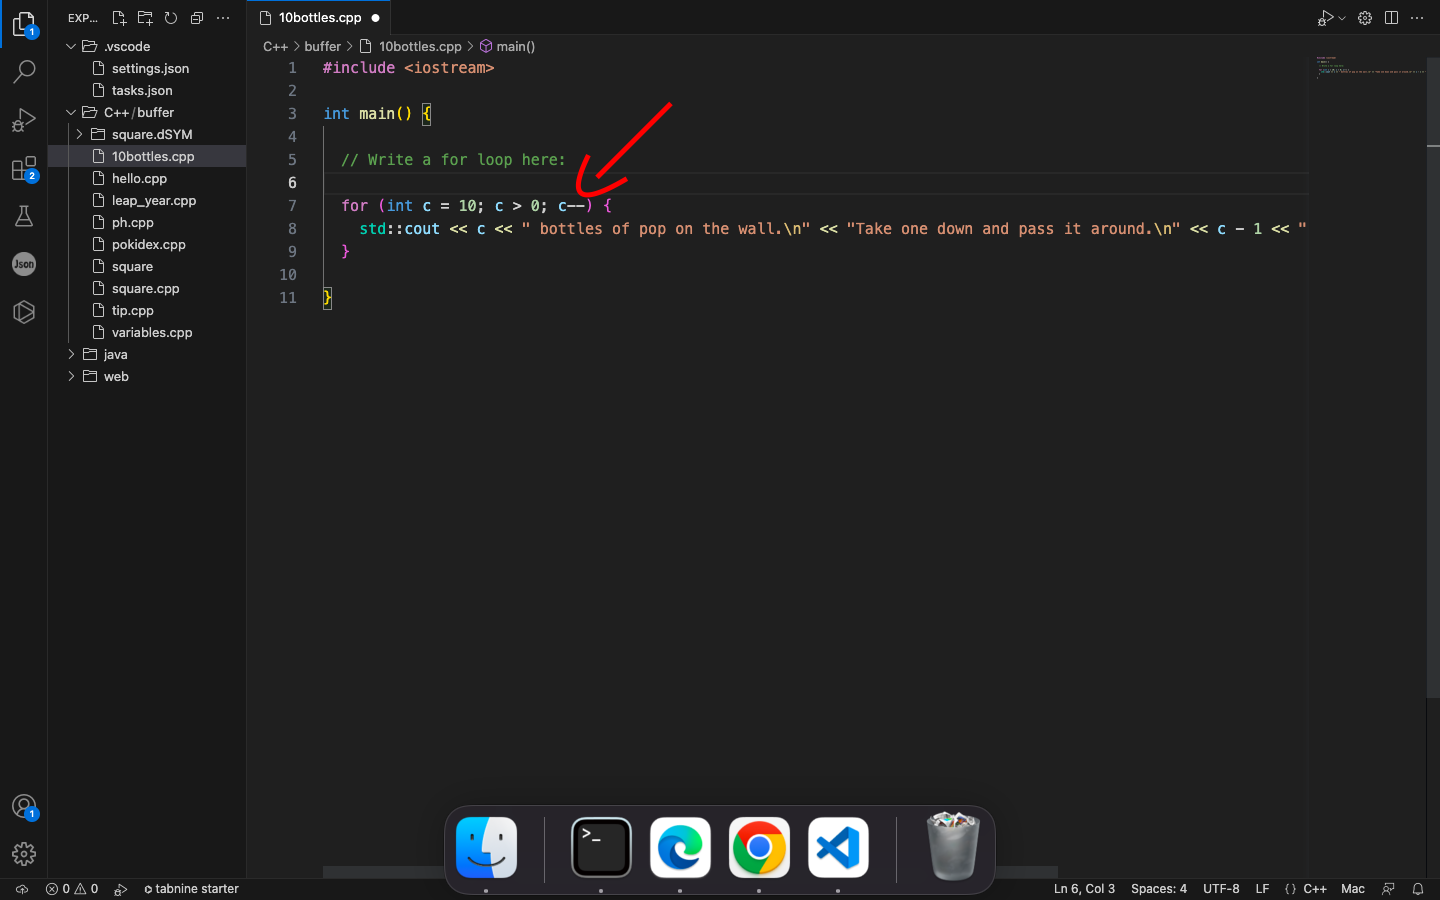 EXP...
10bottles.cpp
C++ > buffer > 10bottles.cpp > main()
.vscode
settings.json
tasks.json
C++/buffer
square.dSYM
10bottles.cpp
hello.cpp
leap_year.cpp
ph.cpp
pokidex.cpp
square
square.cpp
tip.cpp
variables.cpp
java
web
1
2
Json
1
1 #include <iostream>
2
3 int main() {
4
5 // Write a for loop here:
6
7 for (int c = 10; c > 0; c--) {
8 std::cout << c << " bottles of pop on the wall.\n" << "Take one down and pass it around.\n" << c - 1 << "
9 }
10
11 }
>_
0 0 tabnine starter
Ln 6, Col 3 Spaces: 4 UTF-8 LF {} C++ Mac